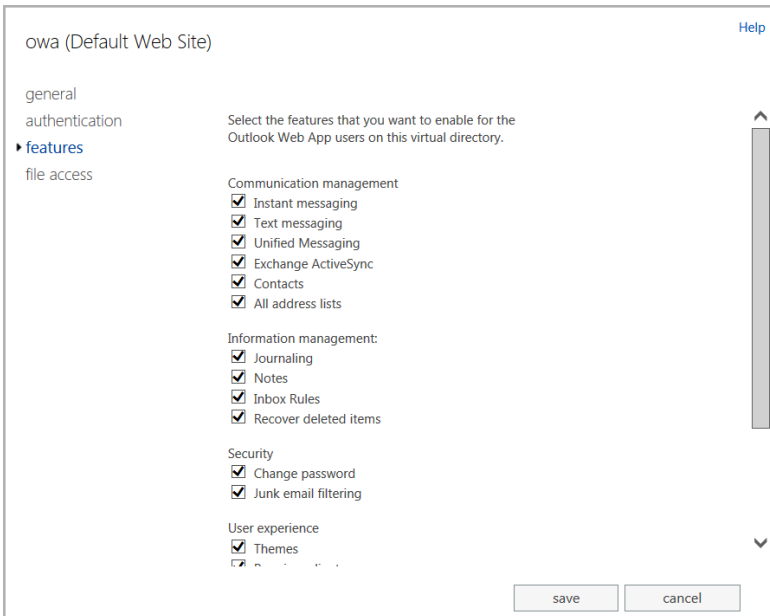 Help
owa (Default Web Site)
general
authentication
features
file access
Select the features that you want to enable for the
Outlook Web App users on this virtual directory.
Communication management
Instant messaging
Text messaging
Unified Messaging
Exchange ActiveSync
Contacts
All address lists
Information management:
Journaling
Notes
Inbox Rules
Recover deleted items
Security
Change password
Junk email filtering
User experience
Themes
save
cancel